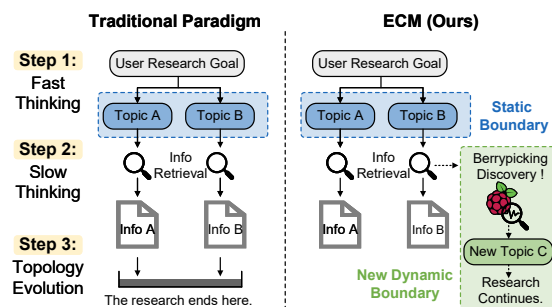 Traditional Paradigm
ECM (Ours)
Step 1:
Fast
Thinking
User Research Goal
Topic A
Topic B
User Research Goal
Topic A
Topic B
Static
Boundary
Step 2:
Slow
Thinking
Info
Retrieval
Info
Retrieval
Berrypicking
Discovery !
Info A
Info B
Info A
Info B
Step 3:
Topology
Evolution
New Topic C
New Dynamic
Boundary
Research
Continues.
The research ends here.